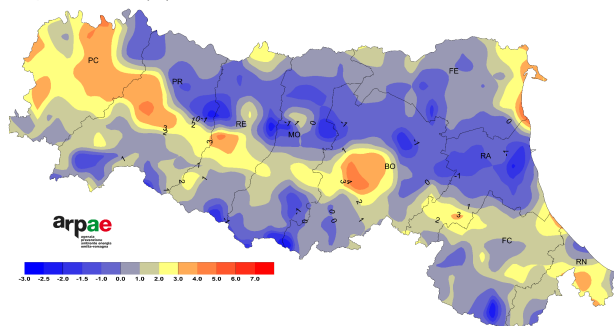 PC
PR
RE
MO
BO
FE
RA
FC
RN
arpae
agenzia
prevenzione
ambiente energia
emilia-romagna
-3.0 -2.5 -2.0 -1.5 -1.0 0.0 1.0 2.0 3.0 4.0 5.0 6.0 7.0